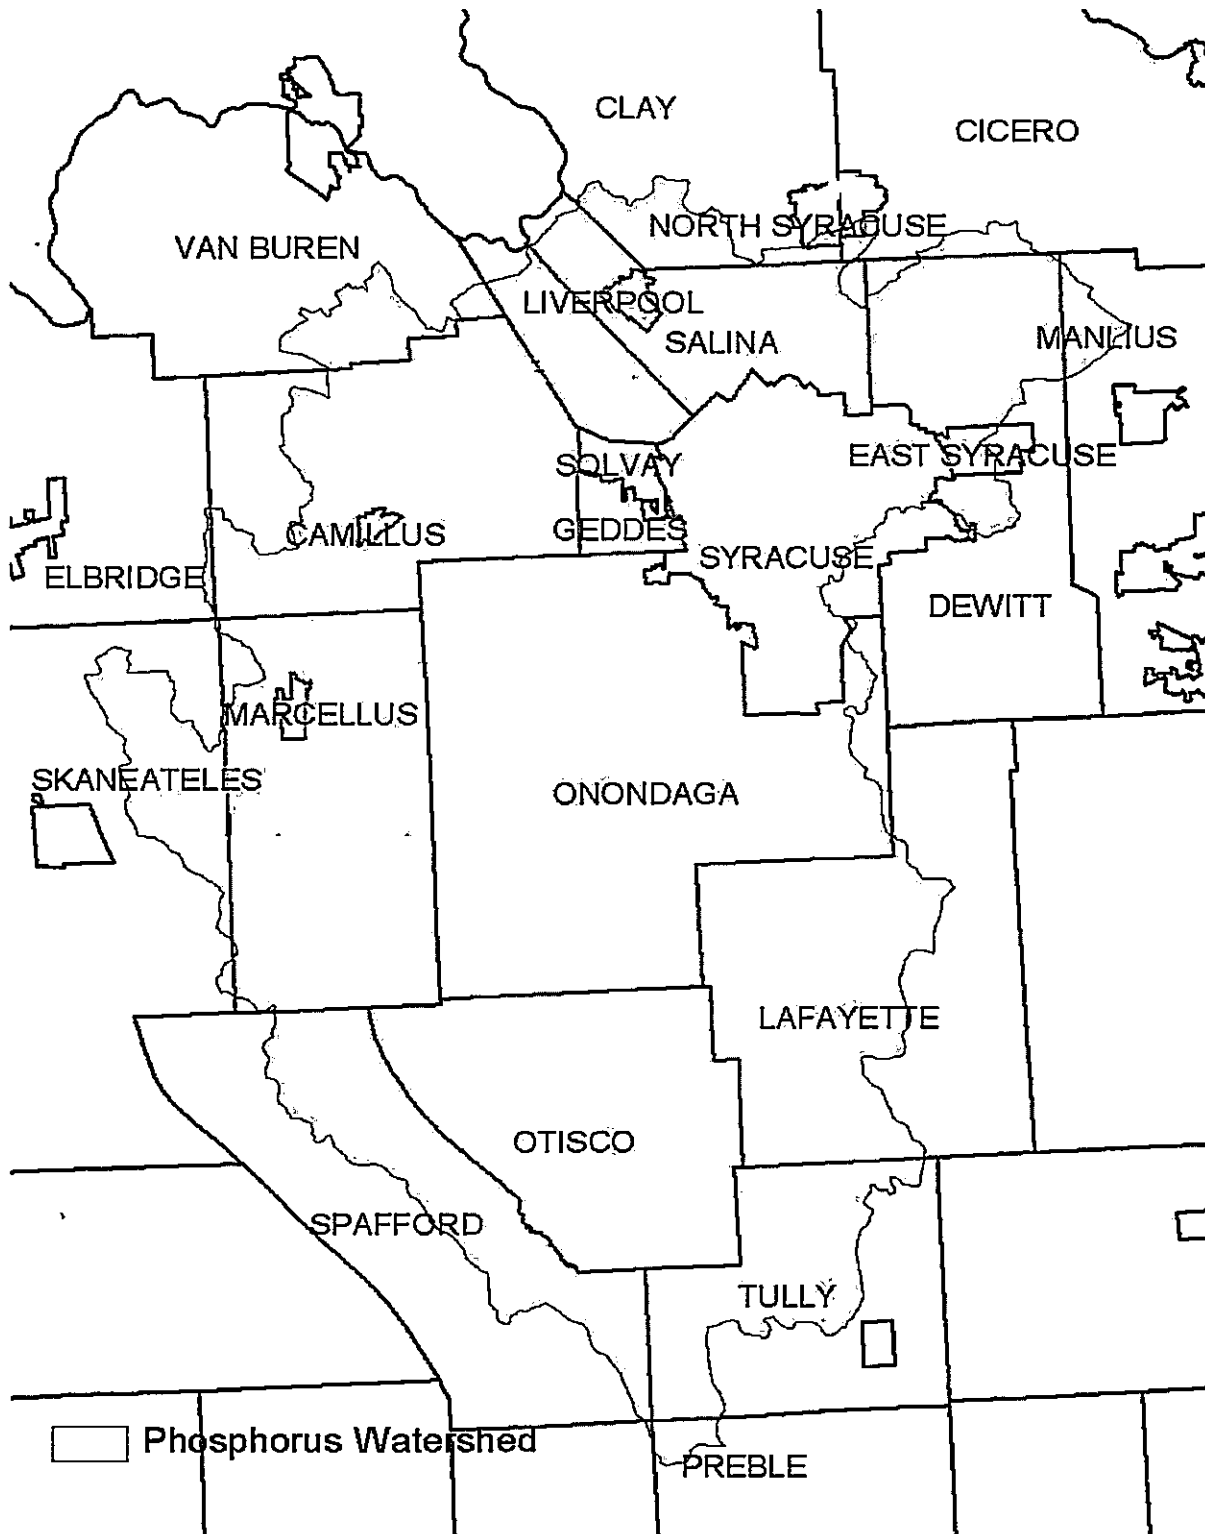 CLAY
CICERO
NORTH SYRACUSE
VAN BUREN
LIVERPOOL
SALINA
MANLIUS
SOLVAY
EAST SYRACUSE
CAMILLUS
GEDDES
SYRACUSE
ELBRIDGE
DEWITT
MARCELLUS
SKANEATELES
ONONDAGA
LAFAYETTE
OTISCO
SPAFFORD
TULLY
Phosphorus Watershed
PREBLE